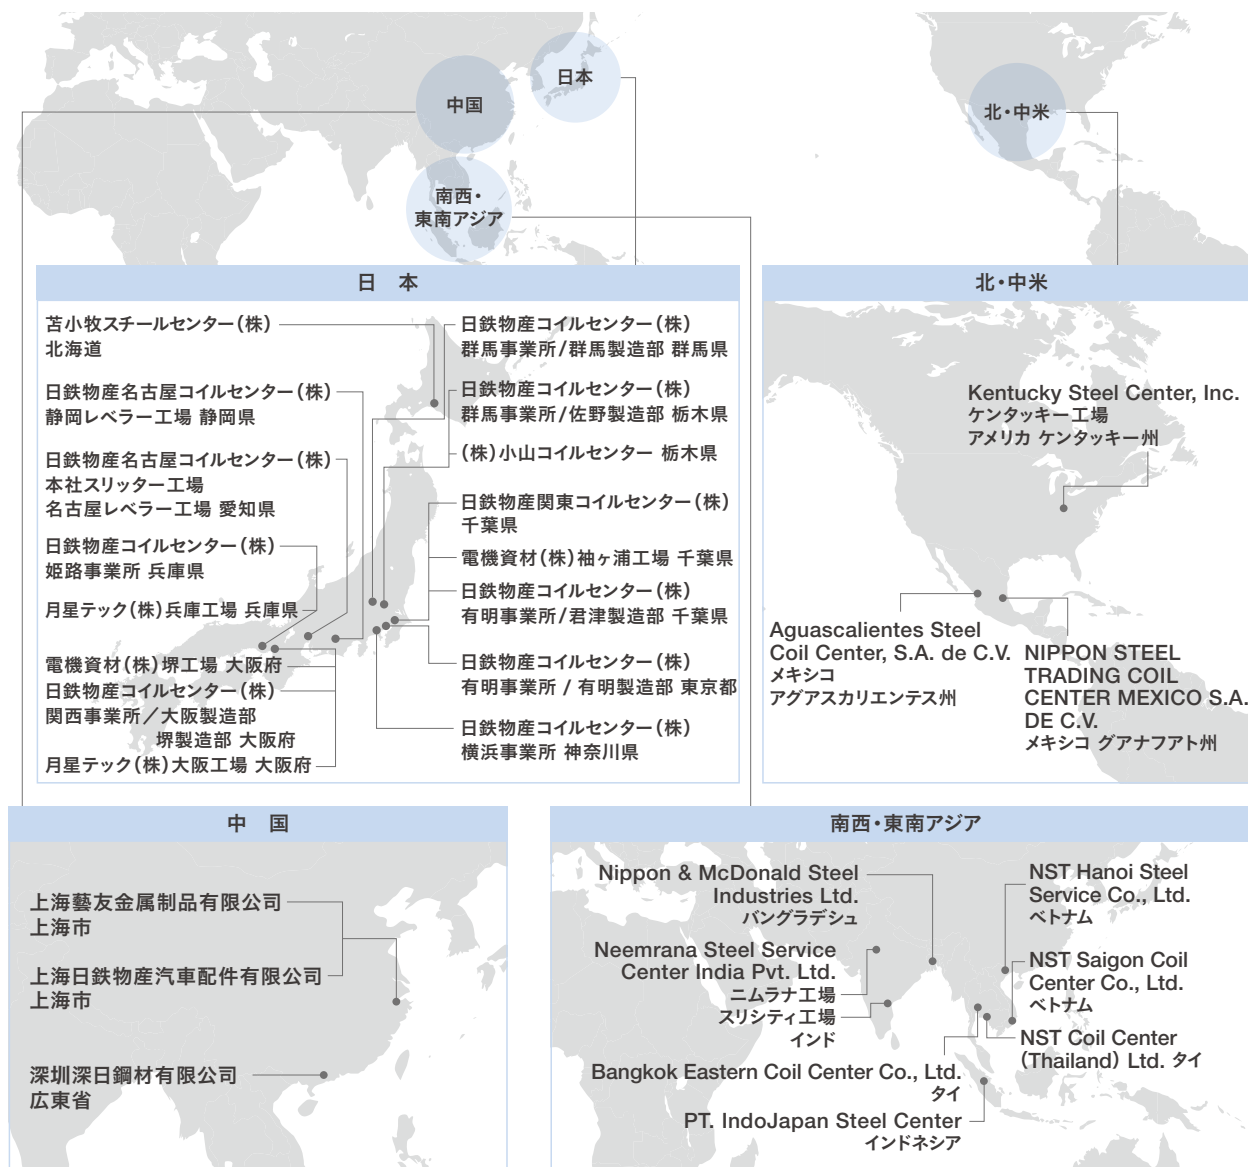 日本
中国
北・中米
南西・
東南アジア
日 本
苫小牧スチールセンター(株)
北海道
日鉄物産名古屋コイルセンター(株)
静岡レベラー工場 静岡県
日鉄物産名古屋コイルセンター(株)
本社スリッター工場
名古屋レベラー工場 愛知県
日鉄物産コイルセンター(株)
姫路事業所 兵庫県
月星テック(株)兵庫工場 兵庫県
電機資材(株)堺工場 大阪府
日鉄物産コイルセンター(株)
関西事業所／大阪製造部
堺製造部 大阪府
月星テック(株)大阪工場 大阪府
日鉄物産コイルセンター(株)
群馬事業所/群馬製造部 群馬県
日鉄物産コイルセンター(株)
群馬事業所/佐野製造部 栃木県
(株)小山コイルセンター 栃木県
日鉄物産関東コイルセンター(株)
千葉県
電機資材(株)袖ヶ浦工場 千葉県
日鉄物産コイルセンター(株)
有明事業所/君津製造部 千葉県
日鉄物産コイルセンター(株)
有明事業所 / 有明製造部 東京都
日鉄物産コイルセンター(株)
横浜事業所 神奈川県
北・中米
Kentucky Steel Center, Inc.
ケンタッキー工場
アメリカ ケンタッキー州
Aguascalientes Steel
Coil Center, S.A. de C.V.
メキシコ
アグアスカリエンテス州
NIPPON STEEL
TRADING COIL
CENTER MEXICO S.A.
DE C.V.
メキシコ グアナフアト州
中 国
上海藝友金属制品有限公司
上海市
上海日鉄物産汽車配件有限公司
上海市
深圳深日鋼材有限公司
広東省
南西・東南アジア
Nippon & McDonald Steel
Industries Ltd.
バングラデシュ
Neemrana Steel Service
Center India Pvt. Ltd.
ニムラナ工場
スリシティ工場
インド
Bangkok Eastern Coil Center Co., Ltd.
タイ
PT. IndoJapan Steel Center
インドネシア
NST Hanoi Steel
Service Co., Ltd.
ベトナム
NST Saigon Coil
Center Co., Ltd.
ベトナム
NST Coil Center
(Thailand) Ltd. タイ